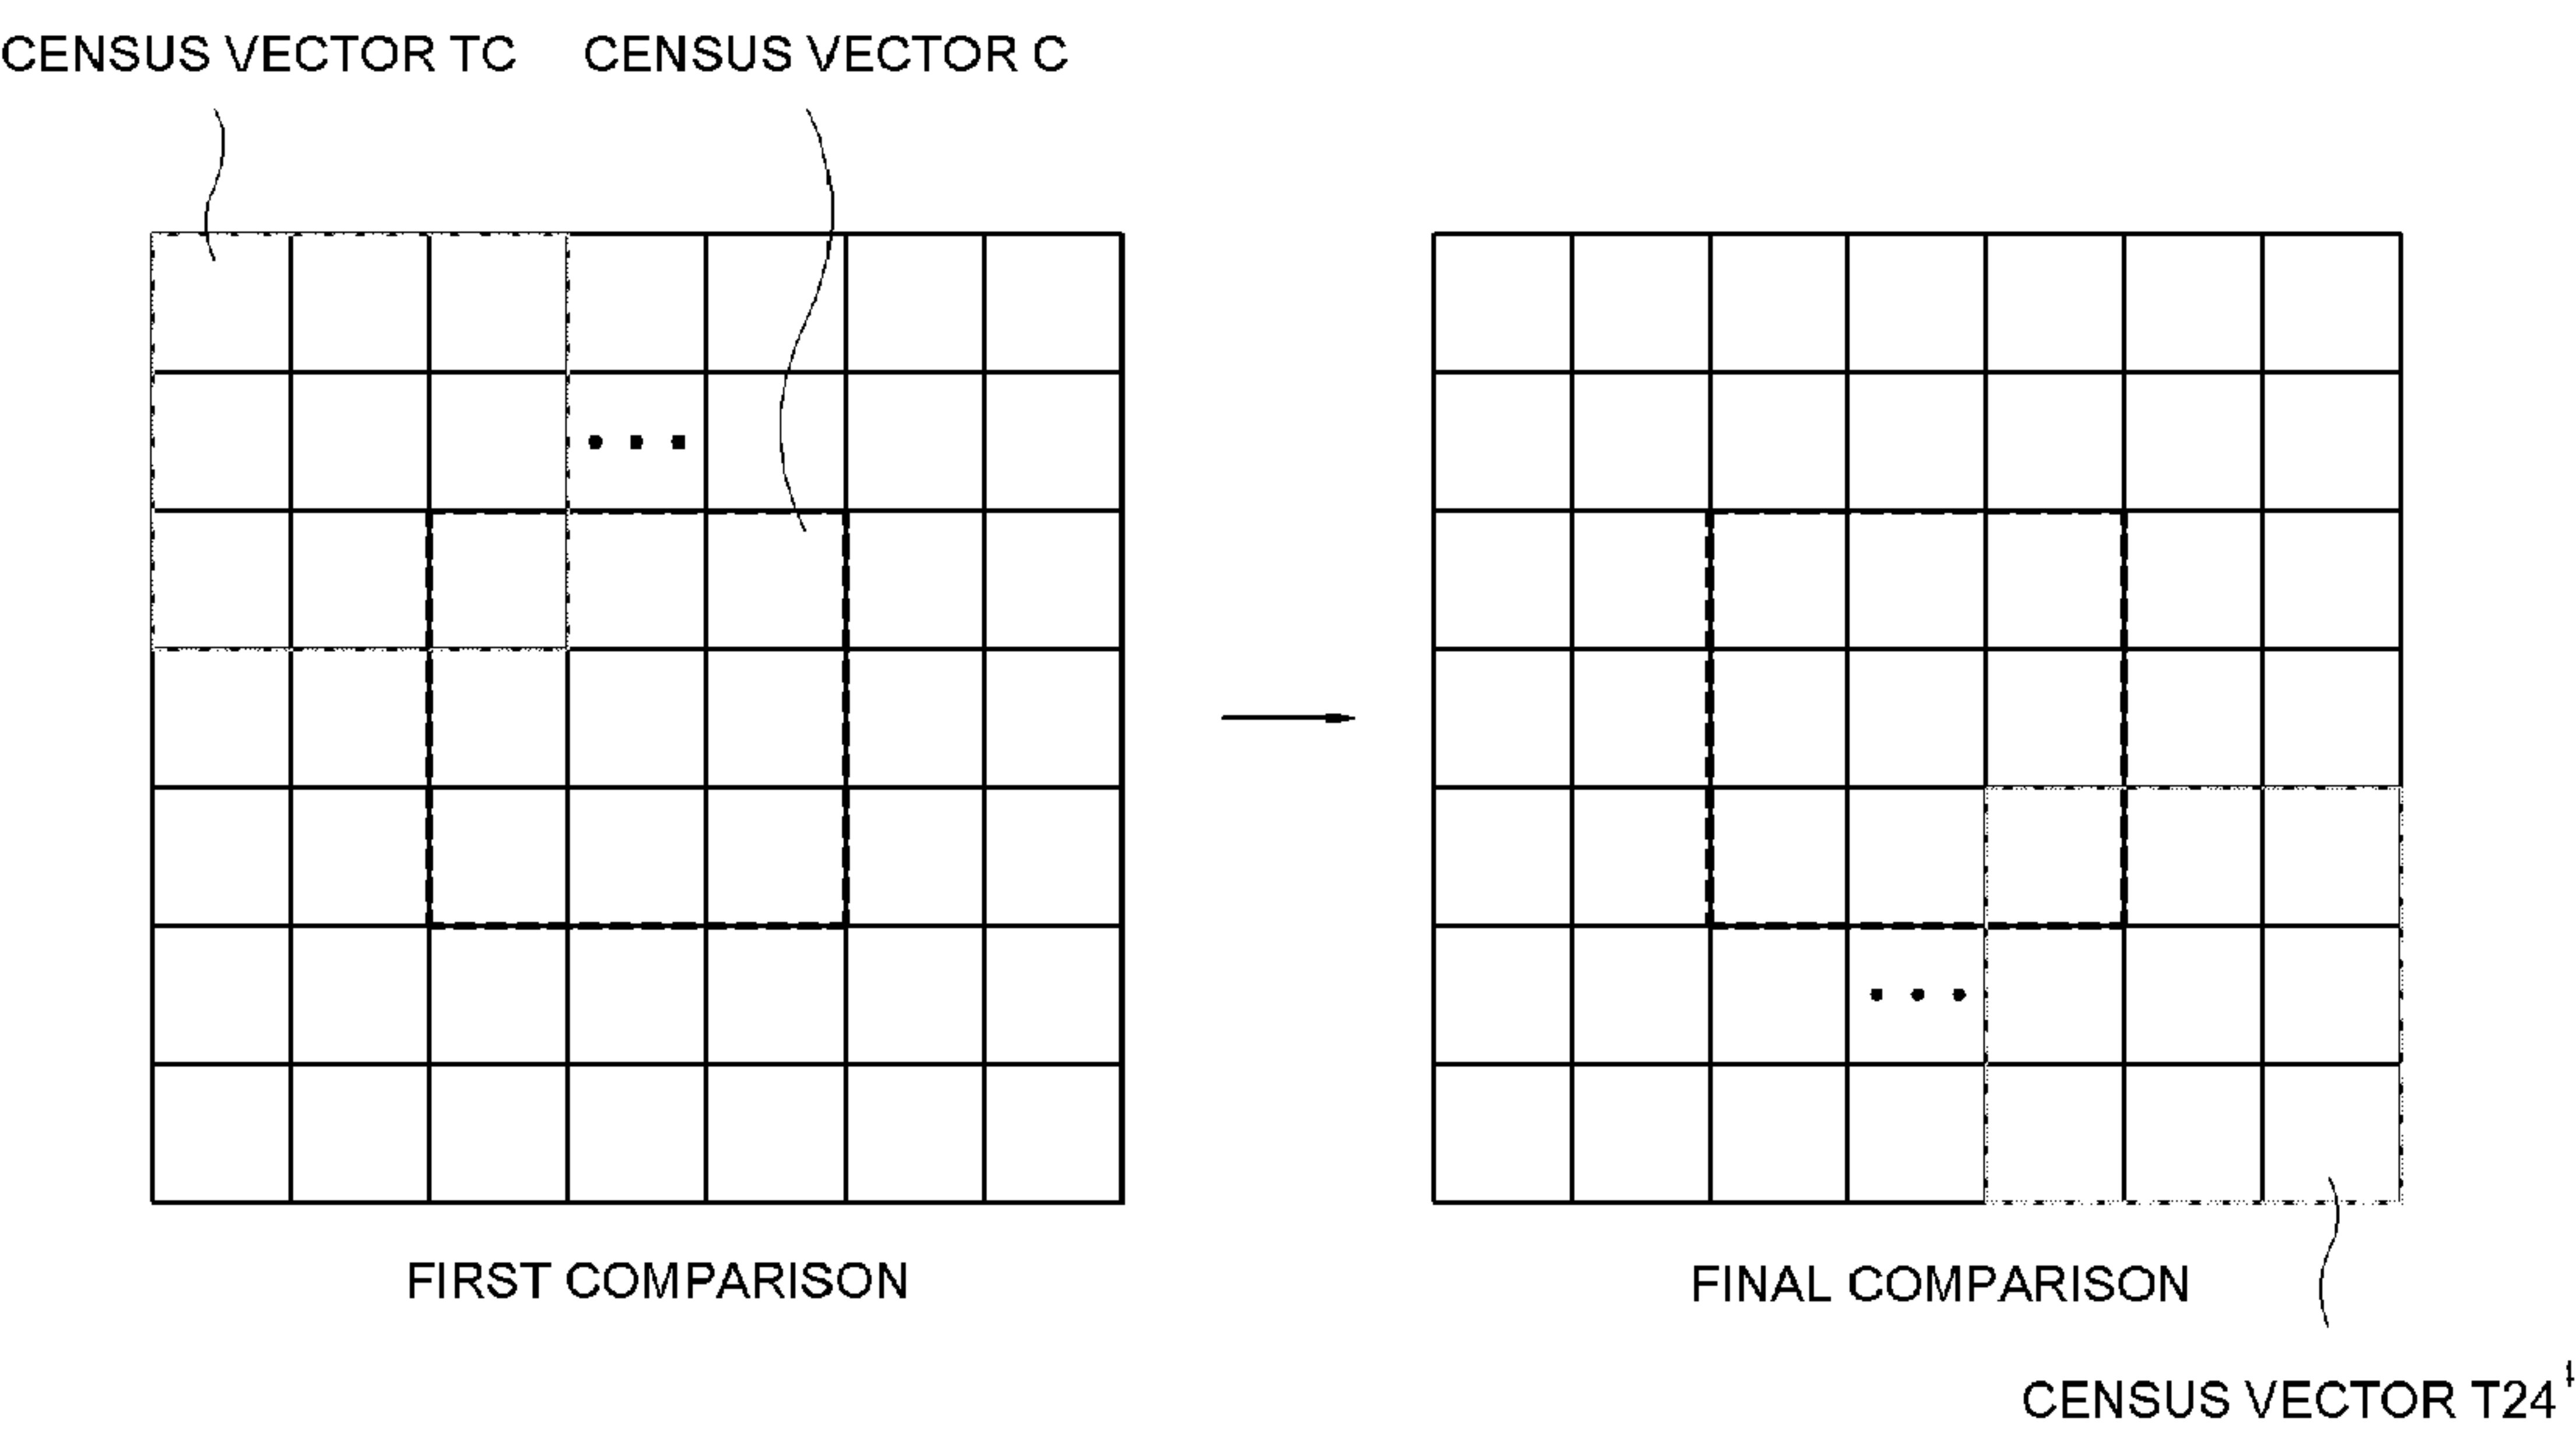 CENSUS VECTOR TC CENSUS VECTOR C
FIRST COMPARISON
FINAL COMPARISON
CENSUS VECTOR T24